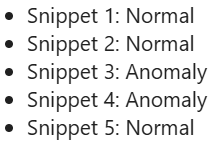 • Snippet 1: Normal
• Snippet 2: Normal
• Snippet 3: Anomaly
• Snippet 4: Anomaly
• Snippet 5: Normal